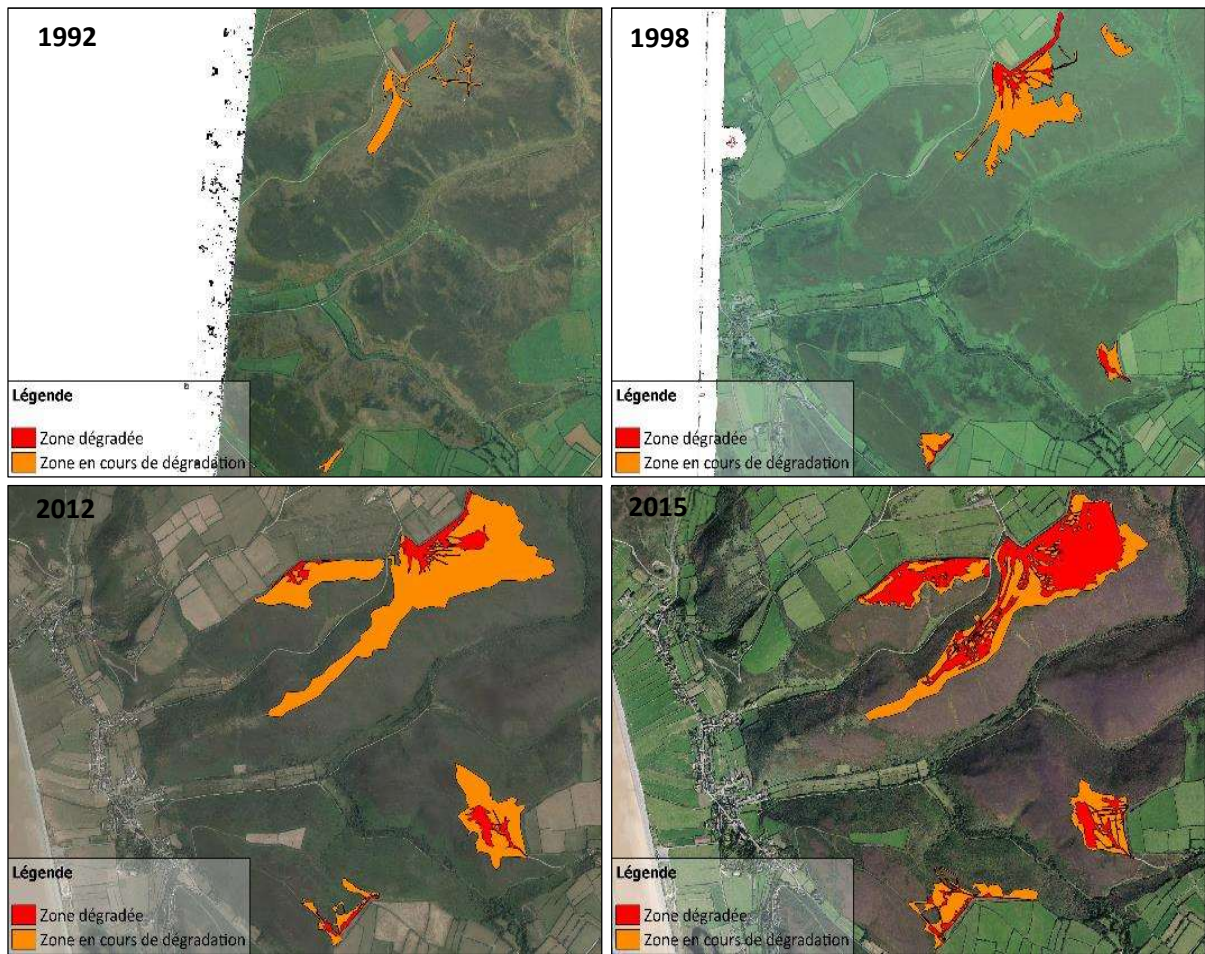 1992
Légende
Zone dégradée
Zone en cours de dégradation
1998
Légende
Zone dégradée
Zone en cours de dégradation
2012
Légende
Zone dégradée
Zone en cours de dégradation
2015
Légende
Zone dégradée
Zone en cours de dégradation